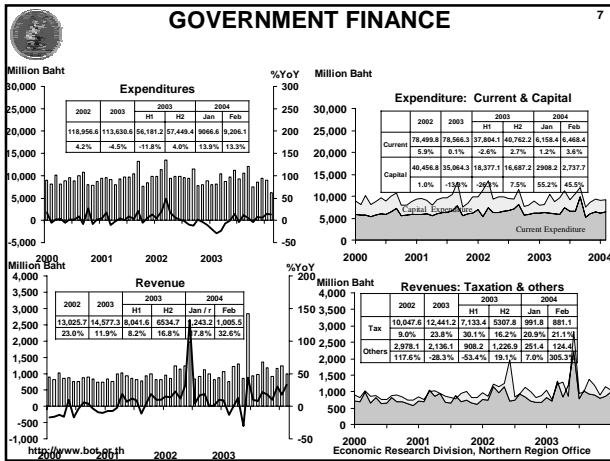 GOVERNMENT FINANCE
7
Million Baht
%YoY
Expenditures
30,000 300
25,000 250
20,000 200
15,000 150
10,000 100
5,000 50
0 0
-5,000 -50
2000 2001 2002 2003
2002 2003 2003 2004
H1 H2 Jan Feb
118,956.6 113,630.6 56,181.2 57,449.4 9066.6 9,206.1
4.2% -4.5% -11.8% 4.0% 13.9% 13.3%
Million Baht
Expenditure: Current & Capital
30,000
25,000
20,000
15,000
10,000
5,000
0
2002 2003 2003 2004
H1 H2 Jan Feb
Current 78,499.8 78,566.3 37,804.1 40,762.2 6,158.4 6,468.4
5.9% 0.1% -2.6% 2.7% 1.2% 3.6%
Capital 40,456.8 35,064.3 18,377.1 16,687.2 2908.2 2,737.7
1.0% 7.5% 55.2% 45.5%
Capital Expenditure
Current Expenditure
2000 2001 2002 2003
Million Baht
%YoY
Revenue
4,000 200
3,500
3,000 150
2,500
2,000 100
1,500
1,000 50
500
0 0
-500
-1,000 -50
2000 2001 2002 2003
2002 2003 2003 2004
H1 H2 Jan / r Feb
13,025.7 14,577.3 8,041.6 6534.7 1,243.2 1,005.5
23.0% 11.9% 8.2% 16.8% 17.8% 32.6%
Million Baht
Revenues: Taxation & others
4,000
3,500
3,000
2,500
2,000
1,500
1,000
500
0
2002 2003 2003 2004
H1 H2 Jan Feb
Tax 10,047.6 12,441.2 7,133.4 5307.8 991.8 881.1
9.0% 23.8% 30.1% 16.2% 20.9% 21.1%
Others 2,978.1 2,136.1 908.2 1,226.9 251.4 124.4
117.6% -28.3% -53.4% 19.1% 7.0% 305.3%
2000 2001 2002 2003
http://www.bot.or.th
Economic Research Division, Northern Region Office